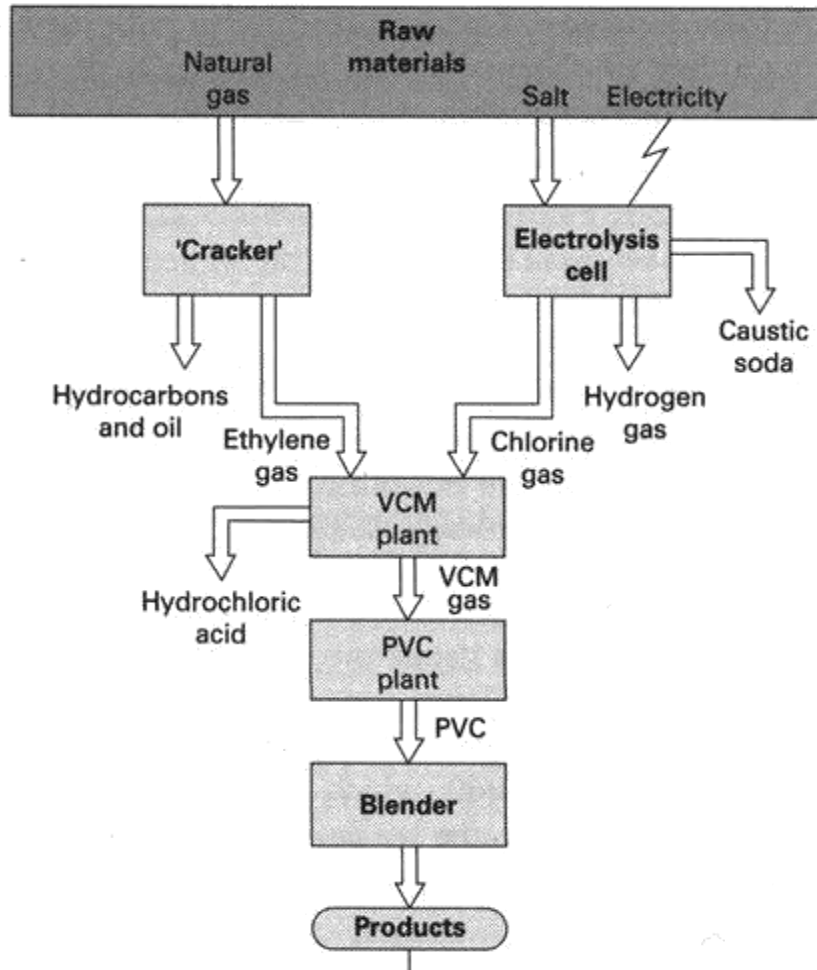 Raw
materials
Natural
gas
Salt
Electricity
'Cracker'
Electrolysis
cell
Caustic
soda
Hydrocarbons
and oil
Hydrogen
gas
Ethylene
gas
Chlorine
gas
VCM
plant
Hydrochloric
acid
VCM
gas
PVC
plant
PVC
Blender
Products